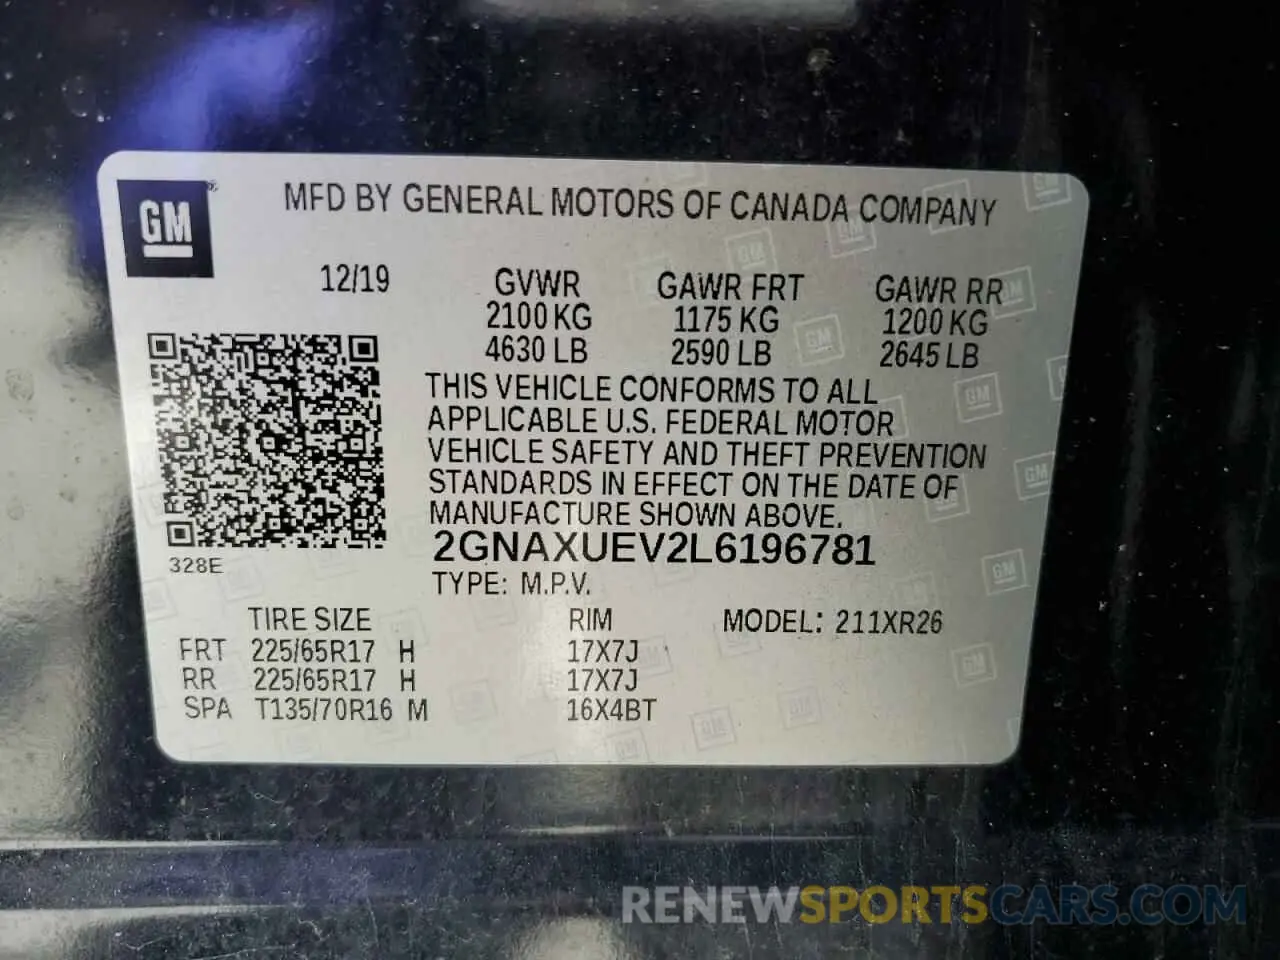 GM
MFD BY GENERAL MOTORS OF CANADA COMPANY
12/19 GVWR GAWR FRT GAWR RR
2100 KG 1175 KG 1200 KG
4630 LB 2590 LB 2645 LB
THIS VEHICLE CONFORMS TO ALL
APPLICABLE U.S. FEDERAL MOTOR
VEHICLE SAFETY AND THEFT PREVENTION
STANDARDS IN EFFECT ON THE DATE OF
MANUFACTURE SHOWN ABOVE.
2GNAXUEV2L6196781
328E
TYPE: M.P.V.
TIRE SIZE RIM MODEL: 211XR26
FRT 225/65R17 H 17X7J
RR 225/65R17 H 17X7J
SPA T135/70R16 M 16X4BT
RENEWSPORTSCARS.COM